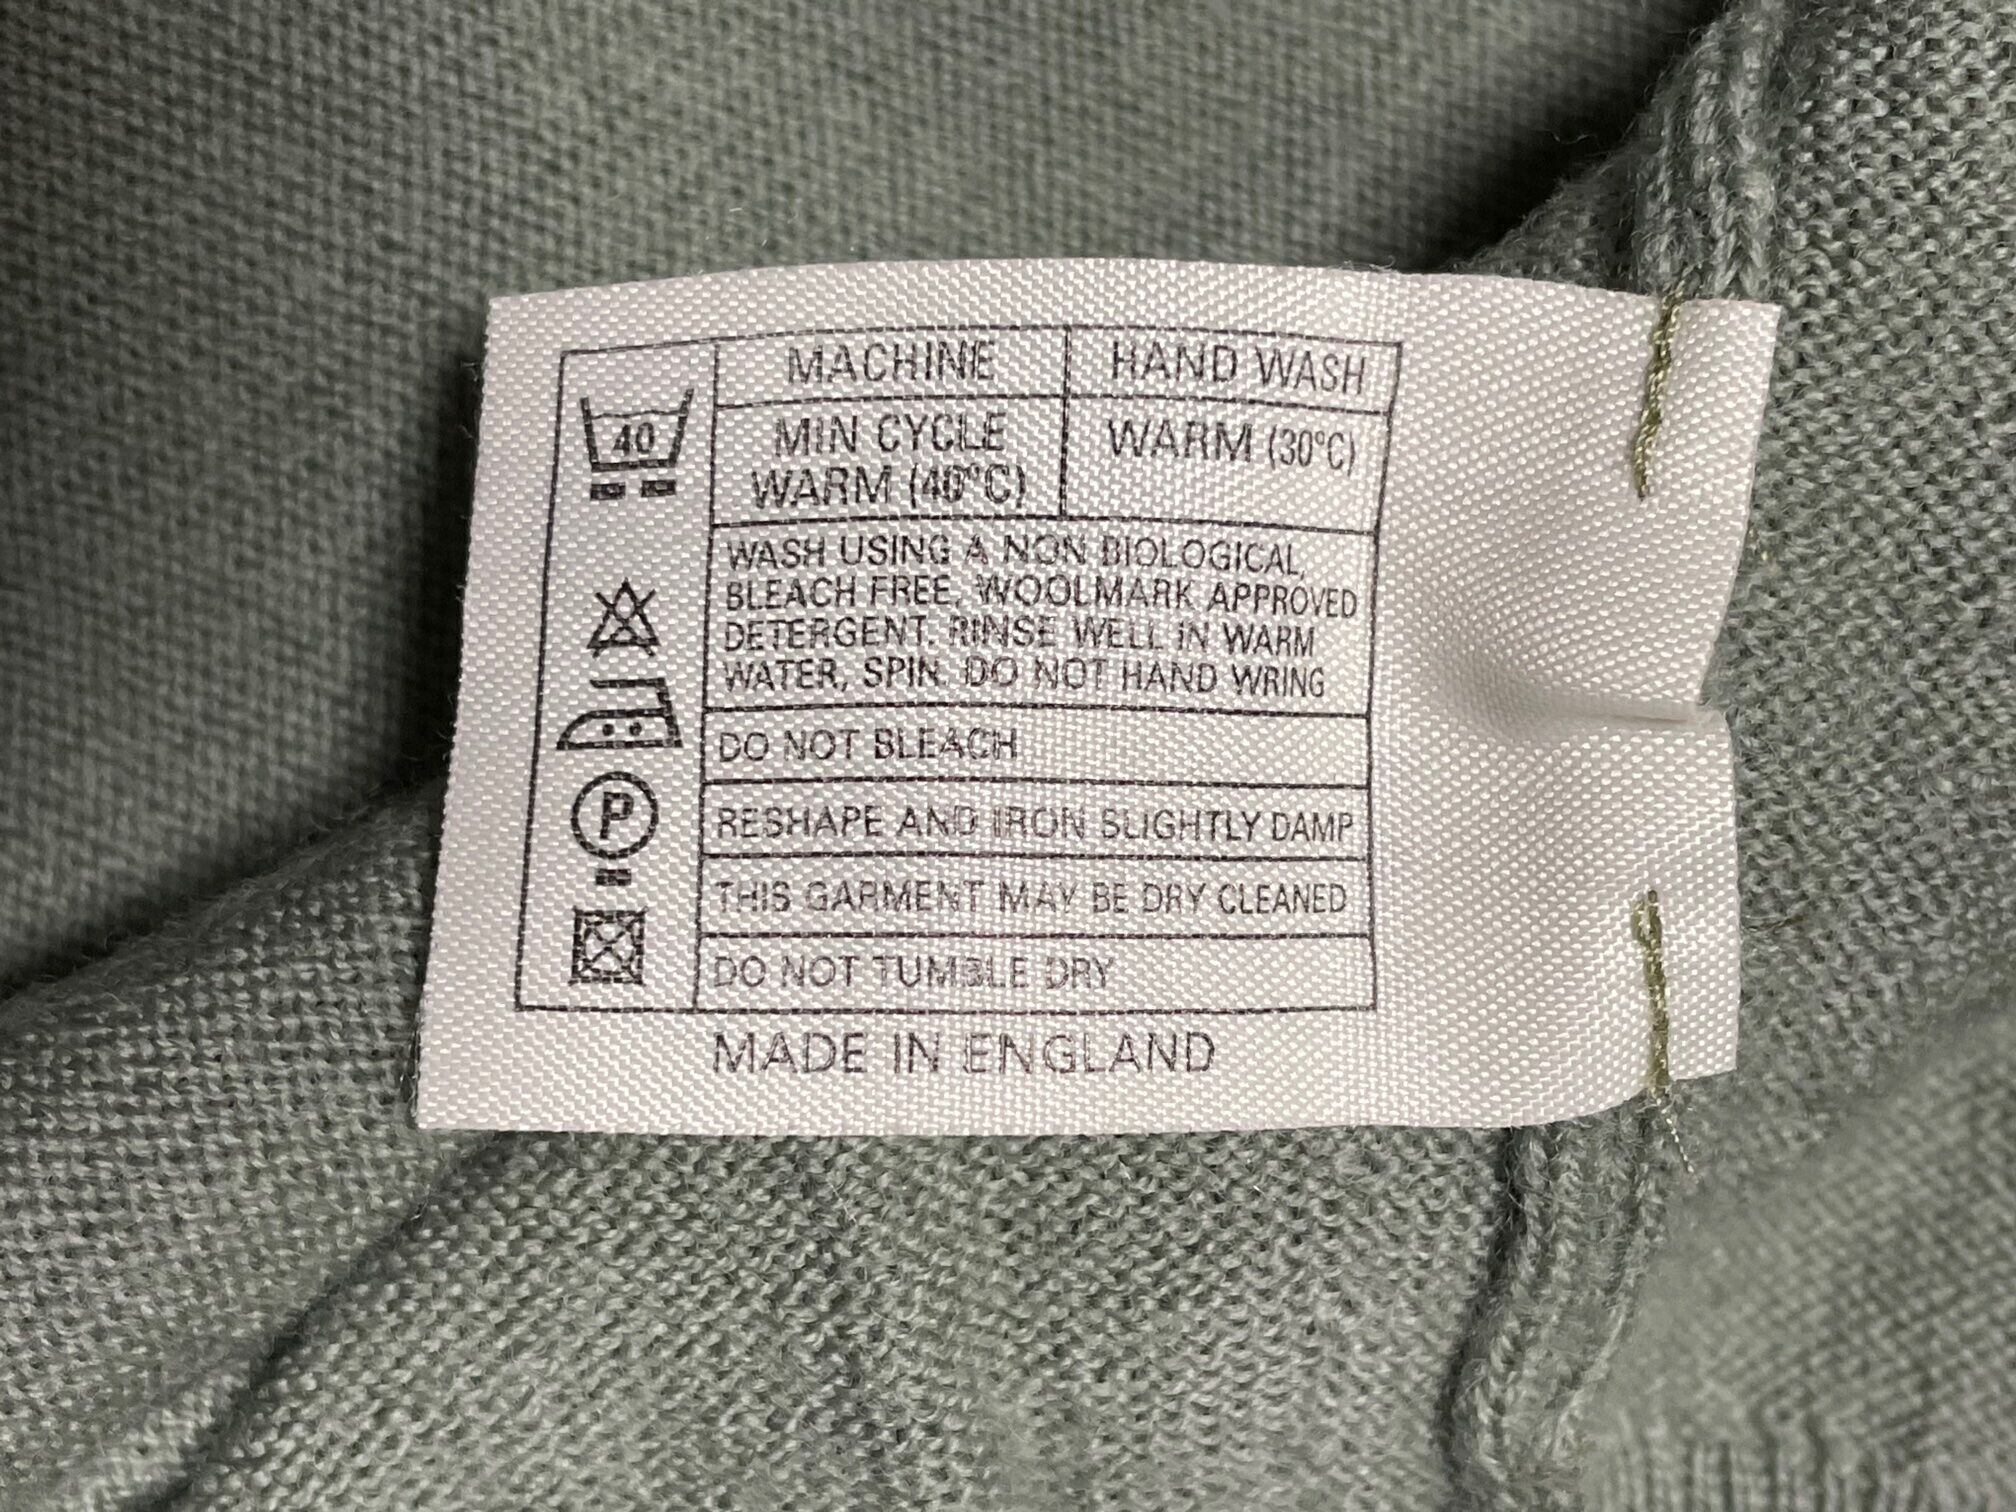 MACHINE
HAND WASH
40
MIN CYCLE
WARM (40°C)
WARM (30°C)
WASH USING A NON BIOLOGICAL,
BLEACH FREE, WOOLMARK APPROVED
DETERGENT. RINSE WELL IN WARM
WATER, SPIN. DO NOT HAND WRING
DO NOT BLEACH
P
RESHAPE AND IRON SLIGHTLY DAMP
THIS GARMENT MAY BE DRY CLEANED
DO NOT TUMBLE DRY
MADE IN ENGLAND